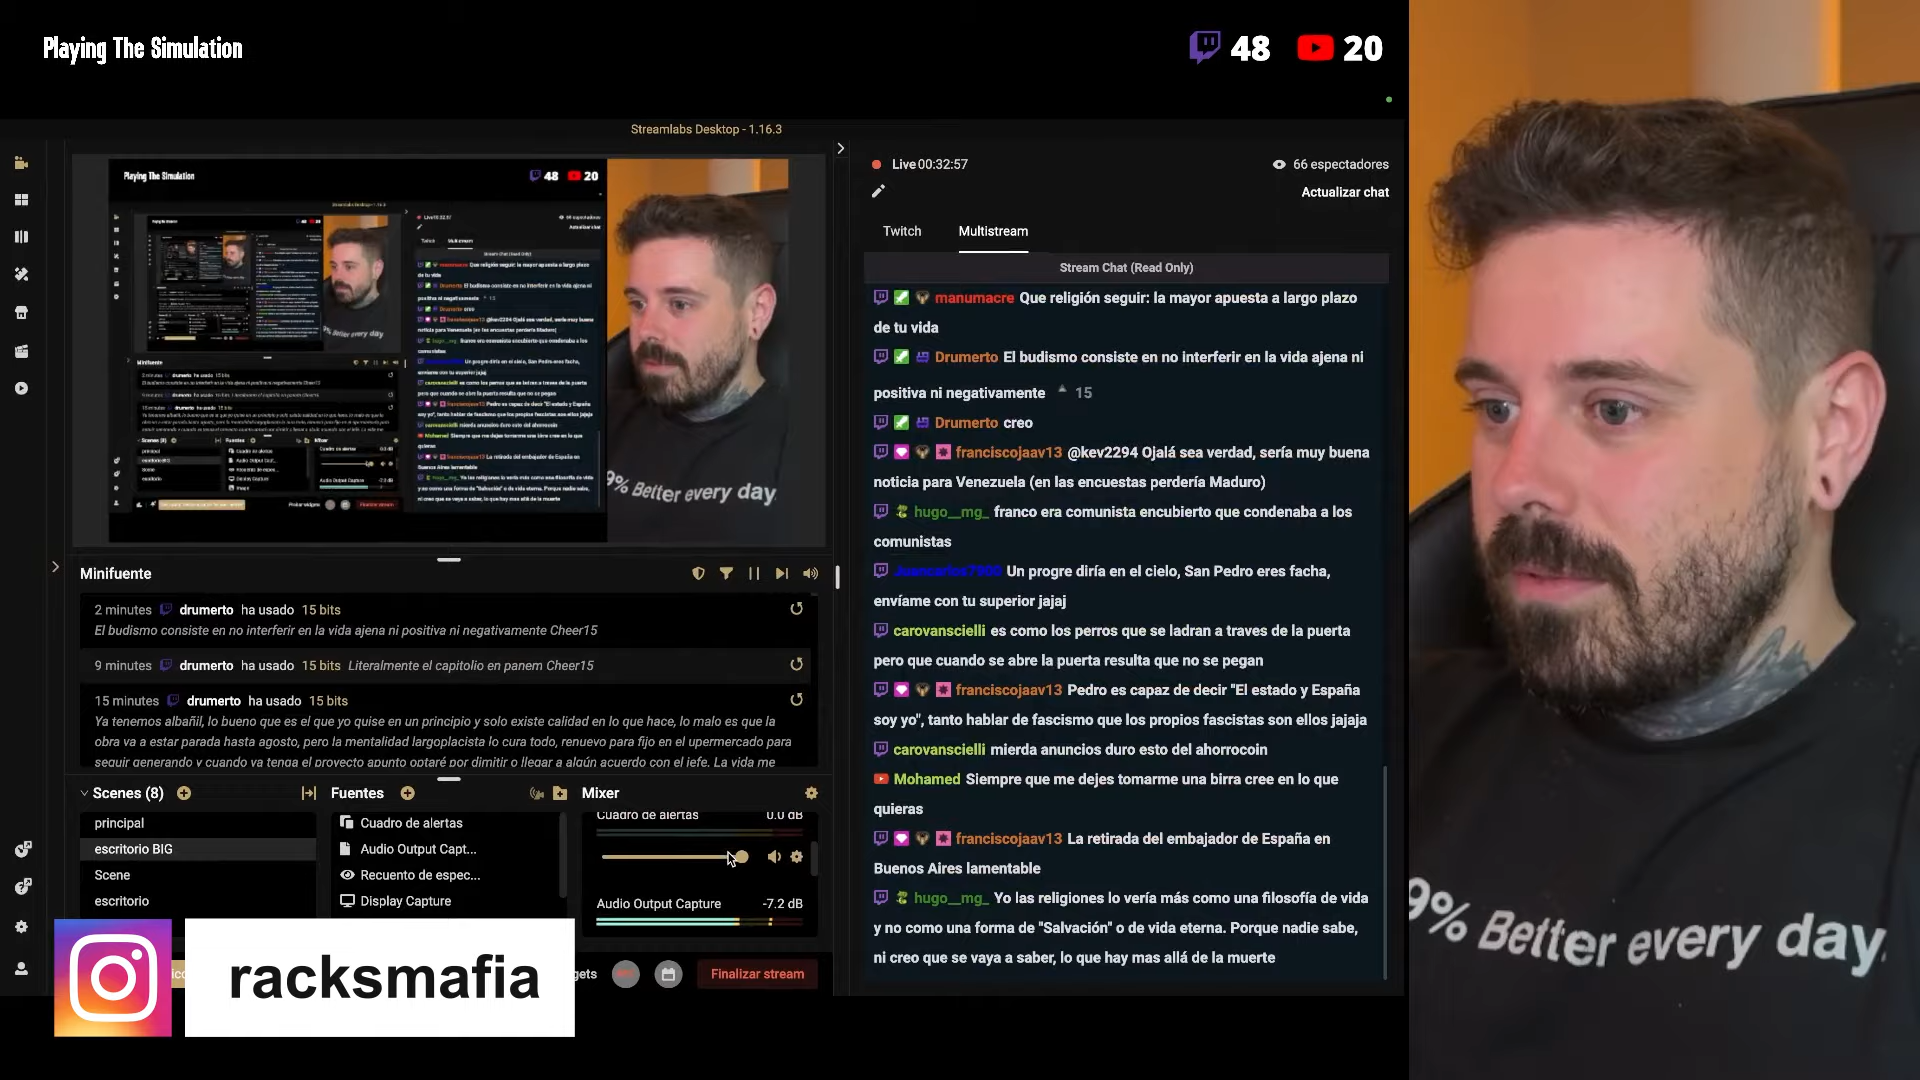 Playing The Simulation
48
20
Streamlabs Desktop - 1.16.3
Playing The Simulation
48
20
9% Better every day.
Live 00:32:57
66 espectadores
Actualizar chat
Twitch
Multistream
Stream Chat (Read Only)
manumacre Que religión seguir: la mayor apuesta a largo plazo
de tu vida
Drumerto El budismo consiste en no interferir en la vida ajena ni
positiva ni negativamente 15
Drumerto creo
franciscojaav13 @kev2294 Ojalá sea verdad, sería muy buena
noticia para Venezuela (en las encuestas perdería Maduro)
hugo__mg_ franco era comunista encubierto que condenaba a los
comunistas
Juancarlos7900 Un progre diría en el cielo, San Pedro eres facha,
envíame con tu superior jajaj
carovanscielli es como los perros que se ladran a traves de la puerta
pero que cuando se abre la puerta resulta que no se pegan
franciscojaav13 Pedro es capaz de decir "El estado y España
soy yo", tanto hablar de fascismo que los propios fascistas son ellos jajaja
carovanscielli mierda anuncios duro esto del ahorrocoin
Mohamed Siempre que me dejes tomarme una birra cree en lo que
quieras
franciscojaav13 La retirada del embajador de España en
Buenos Aires lamentable
hugo__mg_ Yo las religiones lo vería más como una filosofía de vida
y no como una forma de "Salvación" o de vida eterna. Porque nadie sabe,
ni creo que se vaya a saber, lo que hay mas allá de la muerte
Minifuente
2 minutes drumerto ha usado 15 bits
El budismo consiste en no interferir en la vida ajena ni positiva ni negativamente Cheer15
9 minutes drumerto ha usado 15 bits Literalmente el capitolio en panem Cheer15
15 minutes drumerto ha usado 15 bits
Ya tenemos albañil, lo bueno que es el que yo quise en un principio y solo existe calidad en lo que hace, lo malo es que la
obra va a estar parada hasta agosto, pero la mentalidad largoplacista lo cura todo, renuevo para fijo en el upermercado para
seguir generando y cuando ya tenga el proyecto apunto optaré por dimitir o llegar a algún acuerdo con el jefe. La vida me
Scenes (8)
Fuentes
Mixer
principal
escritorio BIG
Scene
escritorio
Cuadro de alertas
Audio Output Capt...
Recuento de espec...
Display Capture
Cuadro de alertas 0.0 dB
Audio Output Capture -7.2 dB
gets
Finalizar stream
racksmafia
9% Better every day.